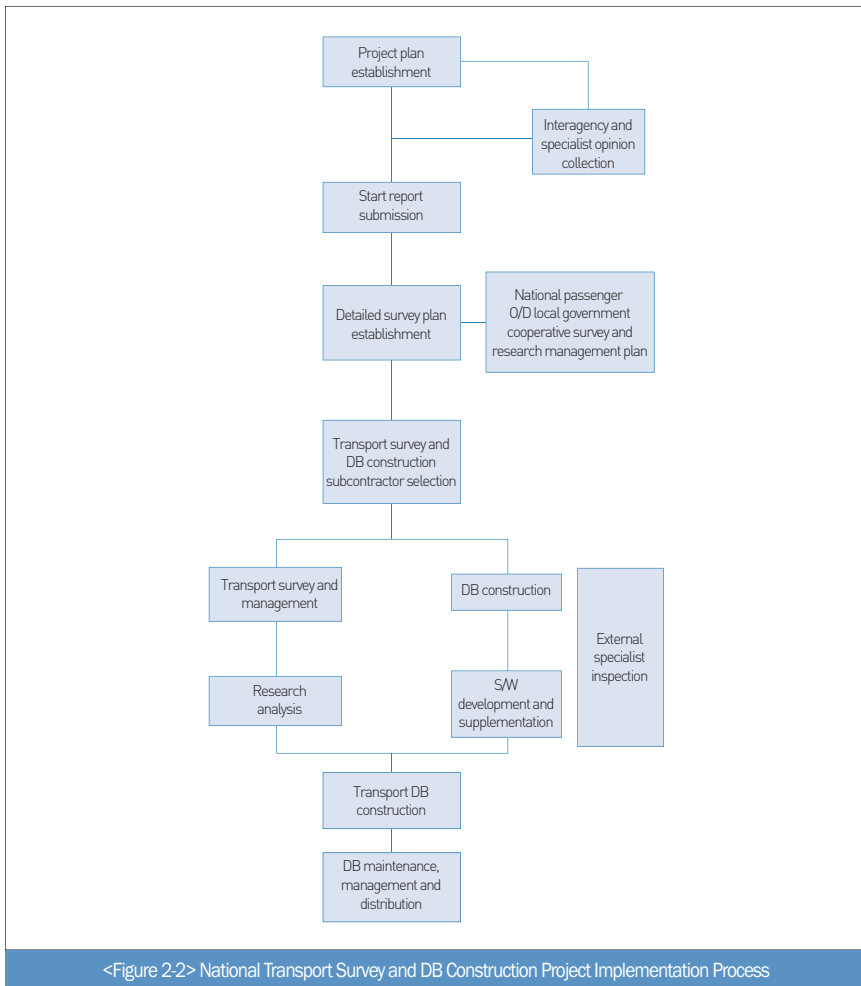 Project plan
establishment
Interagency and
specialist opinion
collection
Start report
submission
Detailed survey plan
establishment
National passenger
O/D local government
cooperative survey and
research management plan
Transport survey and
DB construction
subcontractor selection
Transport survey and
management
DB construction
External
specialist
inspection
Research
analysis
S/W
development and
supplementation
Transport DB
construction
DB maintenance,
management and
distribution
<Figure 2-2> National Transport Survey and DB Construction Project Implementation Process